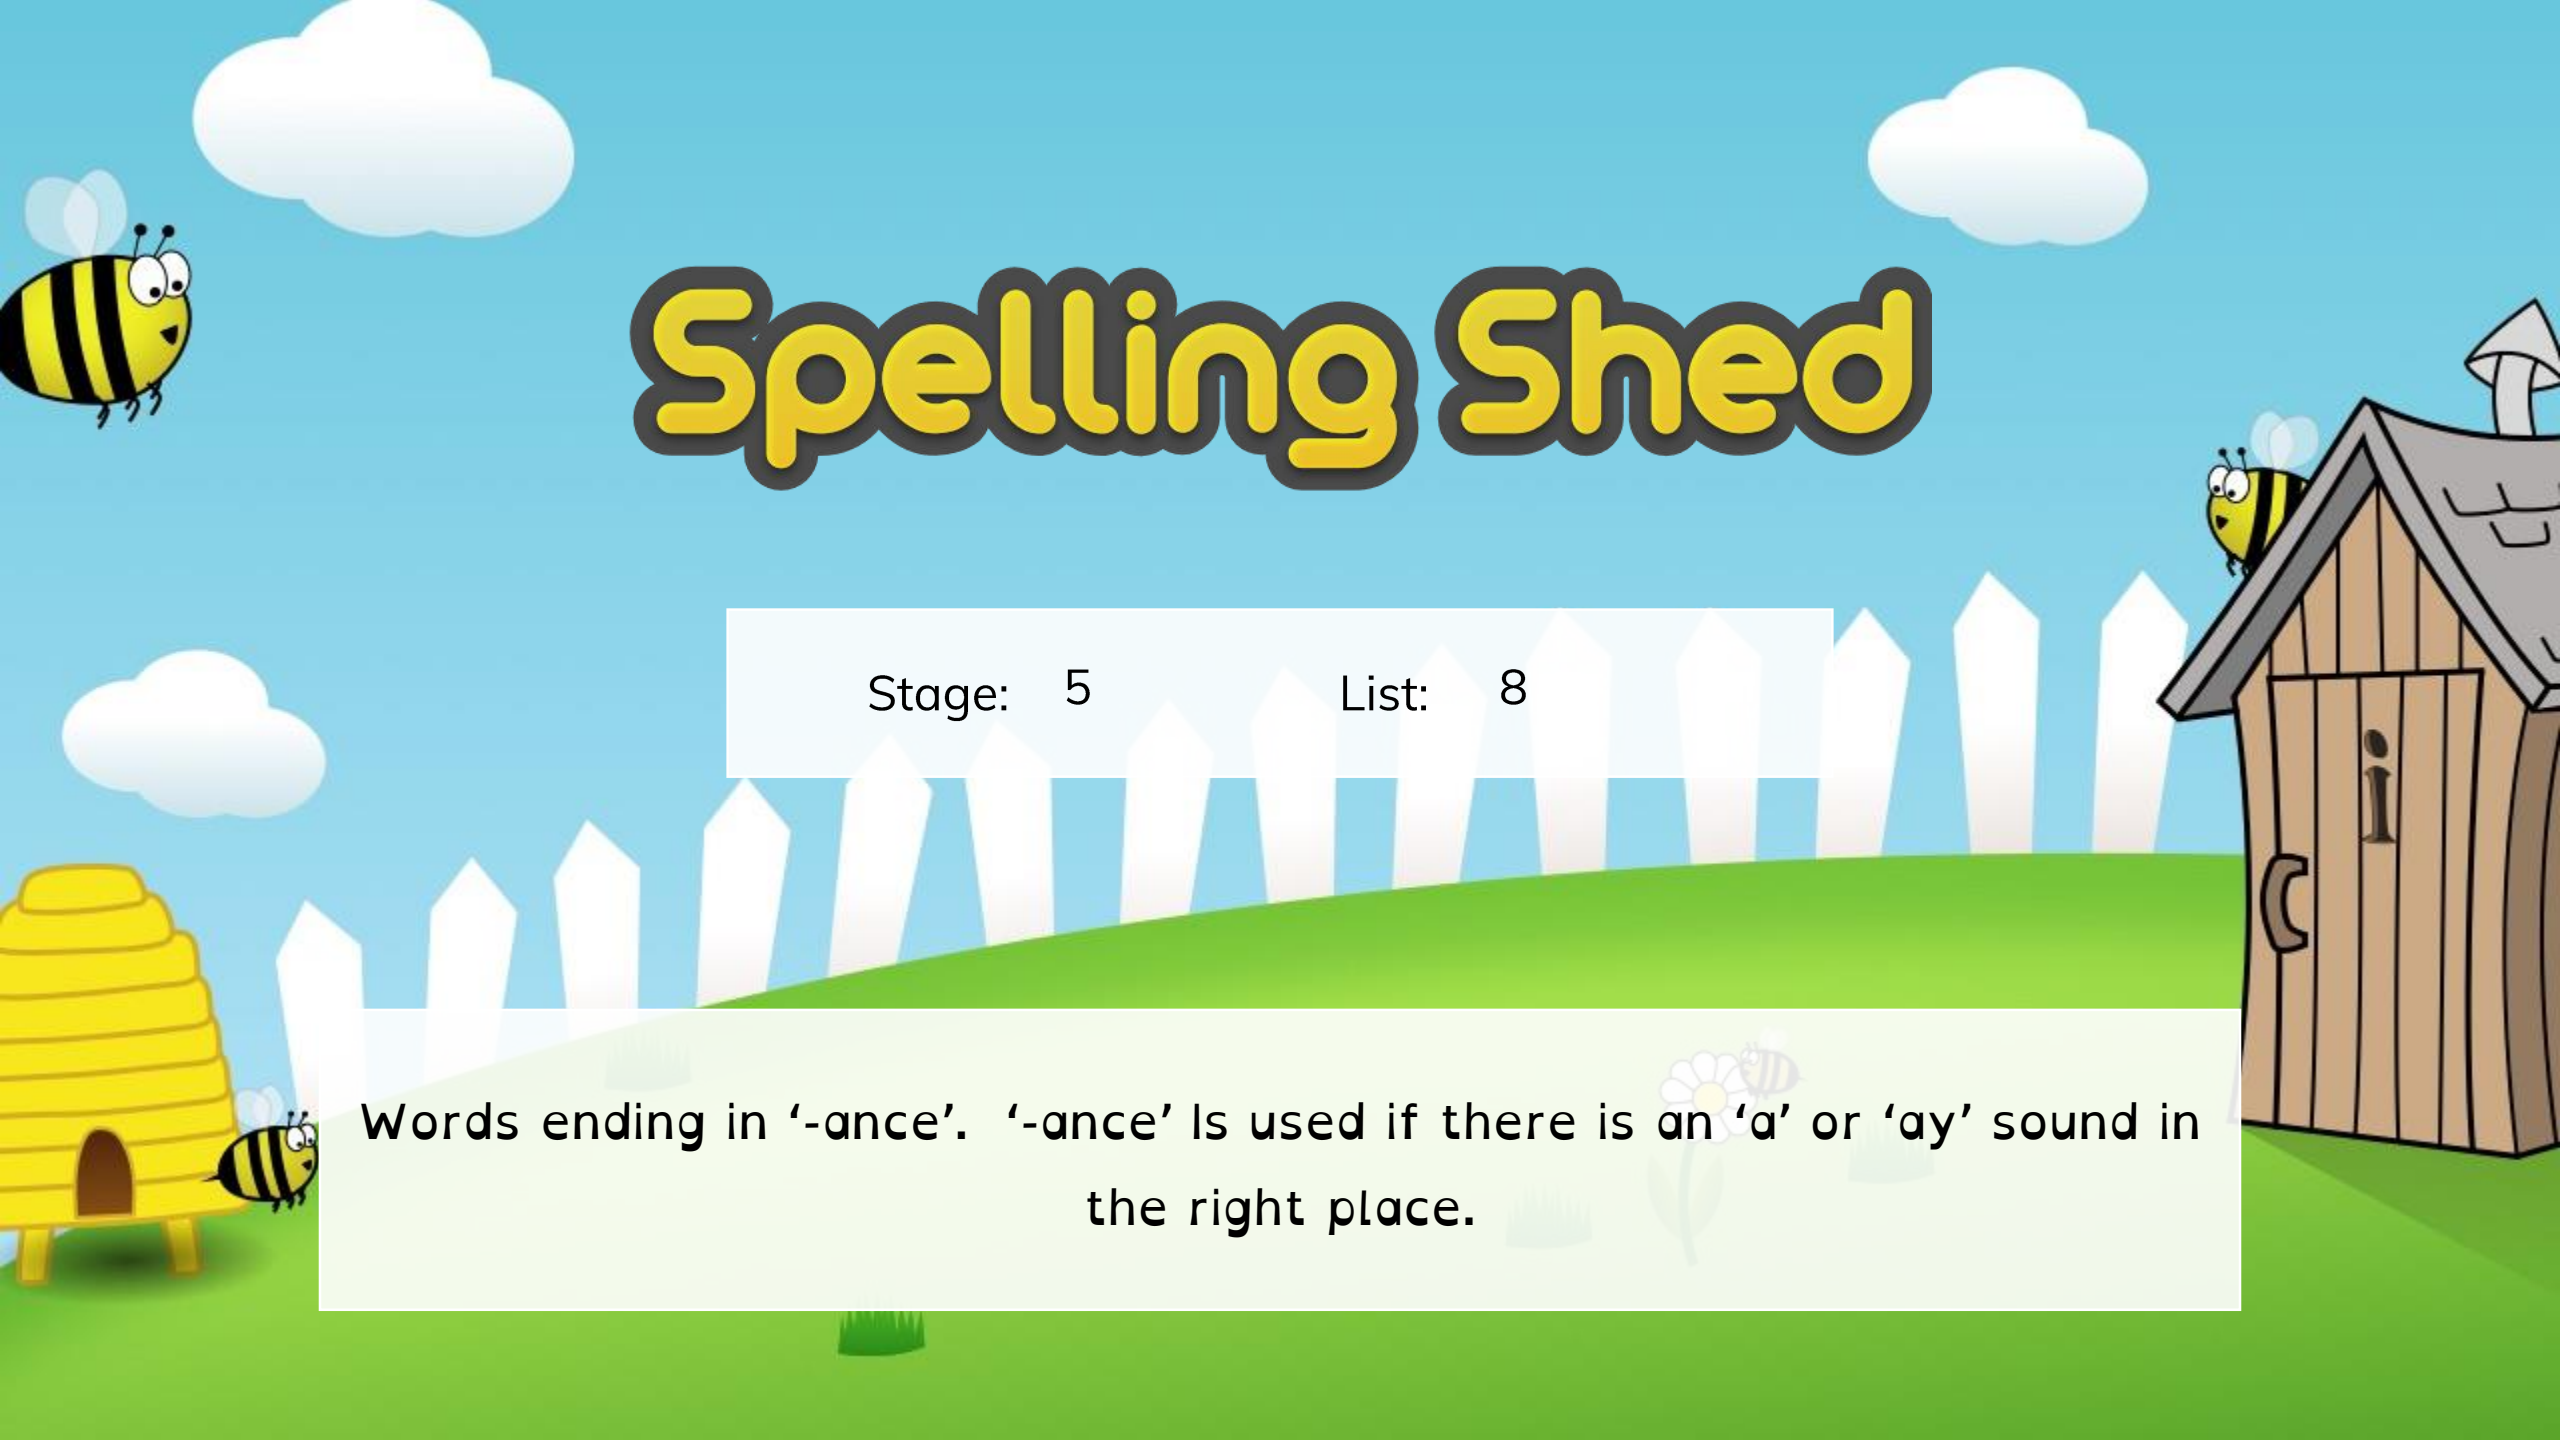 Spelling Shed
Stage: 5 List: 8
i
Words ending in ‘-ance’.  ‘-ance’ Is used if there is an ‘a’ or ‘ay’ sound in
the right place.